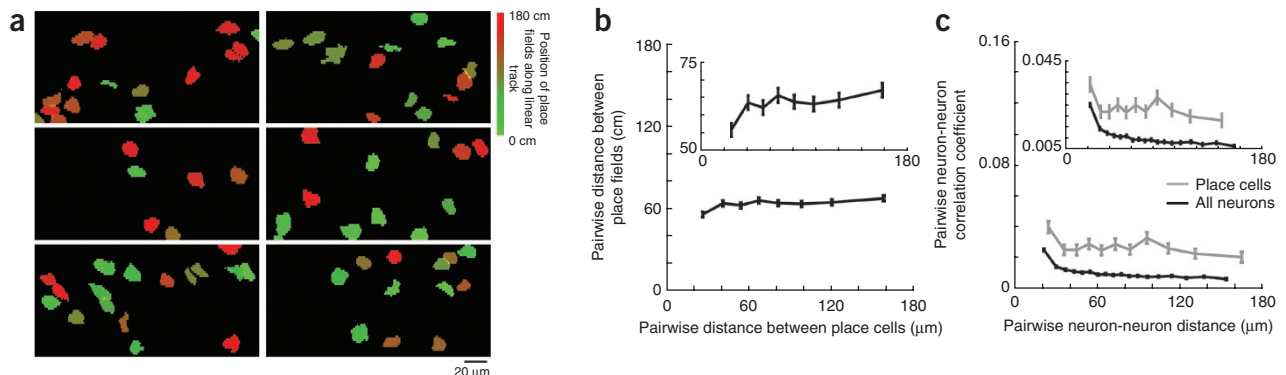 a
180 cm
Position of place
fields along linear
track
0 cm
20 μm
b
Pairwise distance between
place fields (cm)
180
120
140
60
0
0
60
120
180
Pairwise distance between place cells (μm)
75
50
0
180
c
Pairwise neuron-neuron
correlation coefficient
0.16
0.08
0
0
60
120
180
Pairwise neuron-neuron distance (μm)
0.045
0.005
0
180
Place cells
All neurons